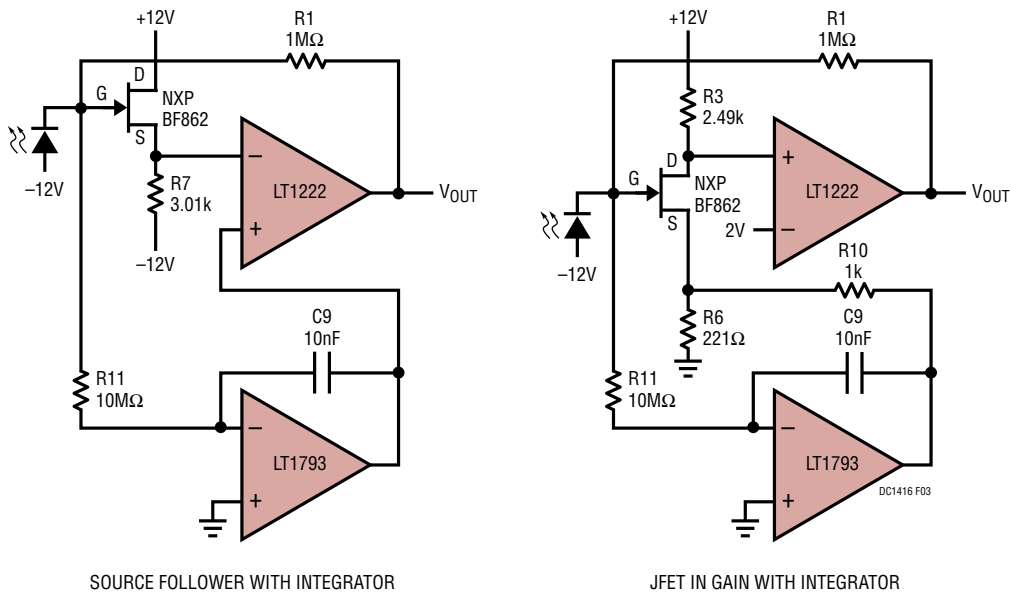 +12V
R1
1MΩ
D
G
NXP
BF862
S
–12V
R7
3.01k
–12V
–
LT1222
+
VOUT
C9
10nF
R11
10MΩ
–
LT1793
+
SOURCE FOLLOWER WITH INTEGRATOR
+12V
R1
1MΩ
R3
2.49k
D
G
NXP
BF862
S
–12V
+
LT1222
2V
–
VOUT
R10
1k
R6
221Ω
C9
10nF
R11
10MΩ
–
LT1793
+
DC1416 F03
JFET IN GAIN WITH INTEGRATOR